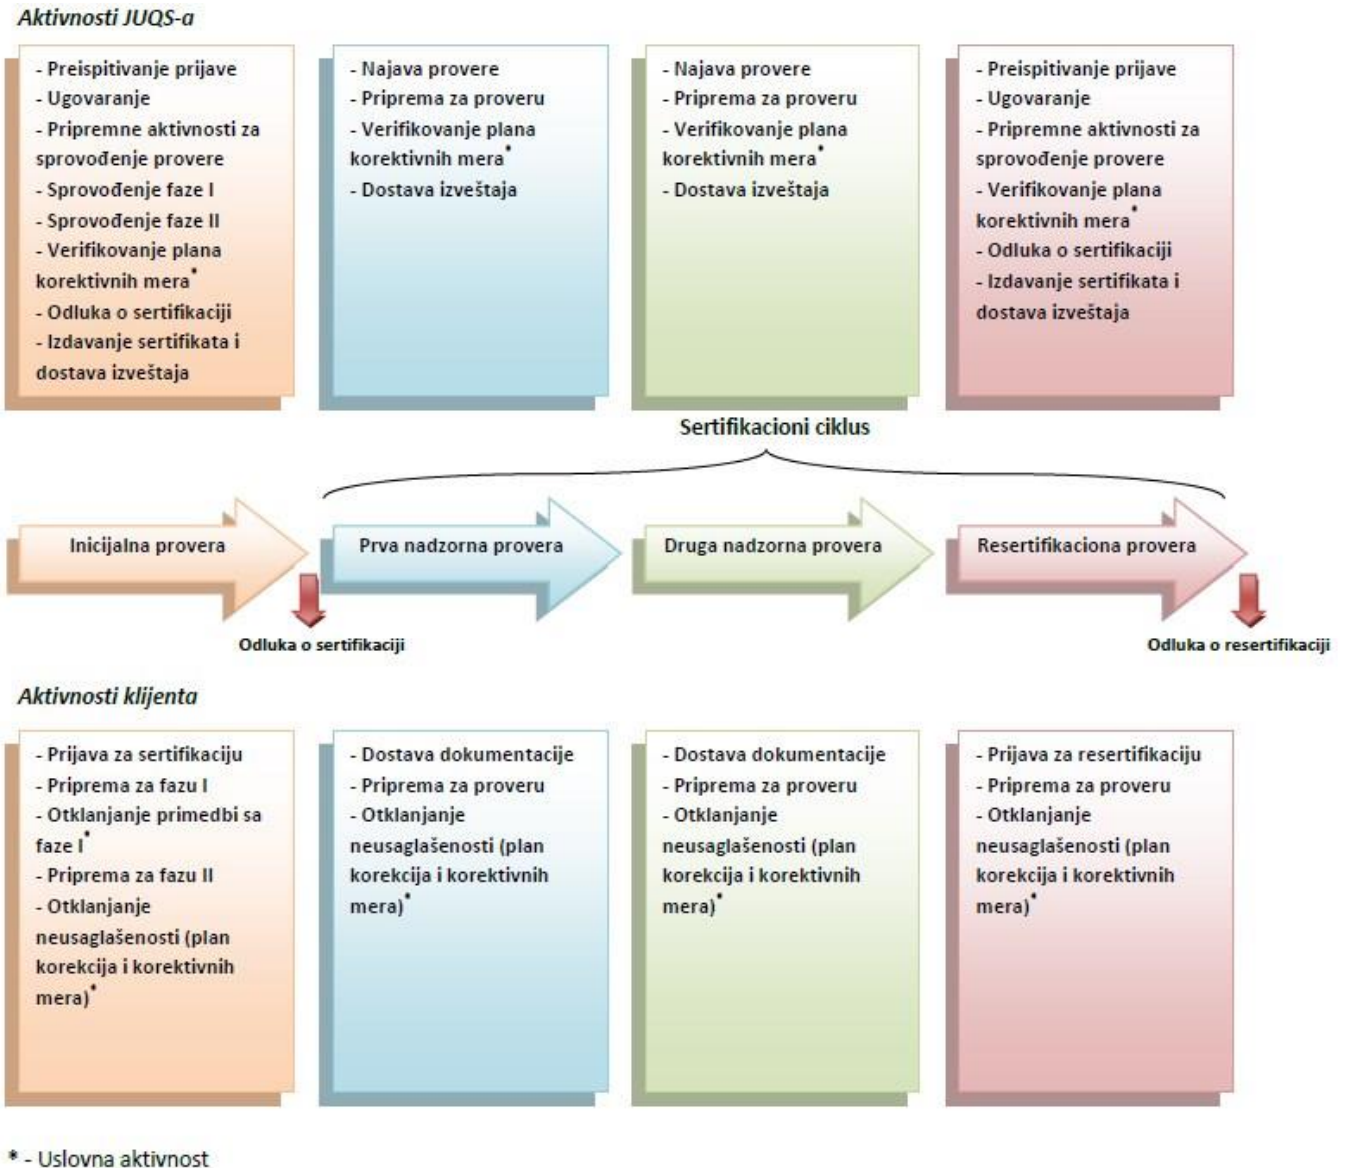 Aktivnosti JUQS-a
- Preispitivanje prijave
- Ugovaranje
- Pripremne aktivnosti za
sprovođenje provere
- Sprovođenje faze I
- Sprovođenje faze II
- Verifikovanje plana
korektivnih mera*
- Odluka o sertifikaciji
- Izdavanje sertifikata i
dostava izveštaja
- Najava provere
- Priprema za proveru
- Verifikovanje plana
korektivnih mera*
- Dostava izveštaja
- Najava provere
- Priprema za proveru
- Verifikovanje plana
korektivnih mera*
- Dostava izveštaja
- Preispitivanje prijave
- Ugovaranje
- Pripremne aktivnosti za
sprovođenje provere
- Verifikovanje plana
korektivnih mera*
- Odluka o sertifikaciji
- Izdavanje sertifikata i
dostava izveštaja
Sertifikacioni ciklus
Inicijalna provera
Prva nadzorna provera
Druga nadzorna provera
Resertifikaciona provera
Odluka o sertifikaciji
Odluka o resertifikaciji
Aktivnosti klijenta
- Prijava za sertifikaciju
- Priprema za fazu I
- Otklanjanje primedbi sa
faze I*
- Priprema za fazu II
- Otklanjanje
neusaglašenosti (plan
korekcija i korektivnih
mera)*
- Dostava dokumentacije
- Priprema za proveru
- Otklanjanje
neusaglašenosti (plan
korekcija i korektivnih
mera)*
- Dostava dokumentacije
- Priprema za proveru
- Otklanjanje
neusaglašenosti (plan
korekcija i korektivnih
mera)*
- Prijava za resertifikaciju
- Priprema za proveru
- Otklanjanje
neusaglašenosti (plan
korekcija i korektivnih
mera)*
* - Uslovna aktivnost